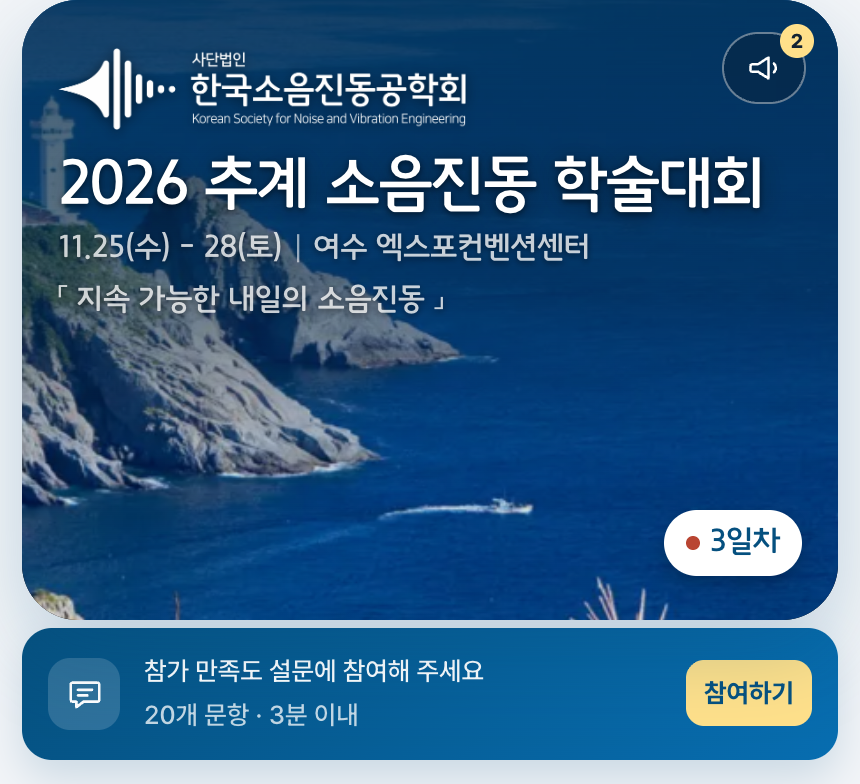 사단법인
한국소음진동공학회
Korean Society for Noise and Vibration Engineering
2
2026 추계 소음진동 학술대회
11.25(수) - 28(토) | 여수 엑스포컨벤션센터
「 지속 가능한 내일의 소음진동 」
3일차
참가 만족도 설문에 참여해 주세요
20개 문항 · 3분 이내
참여하기